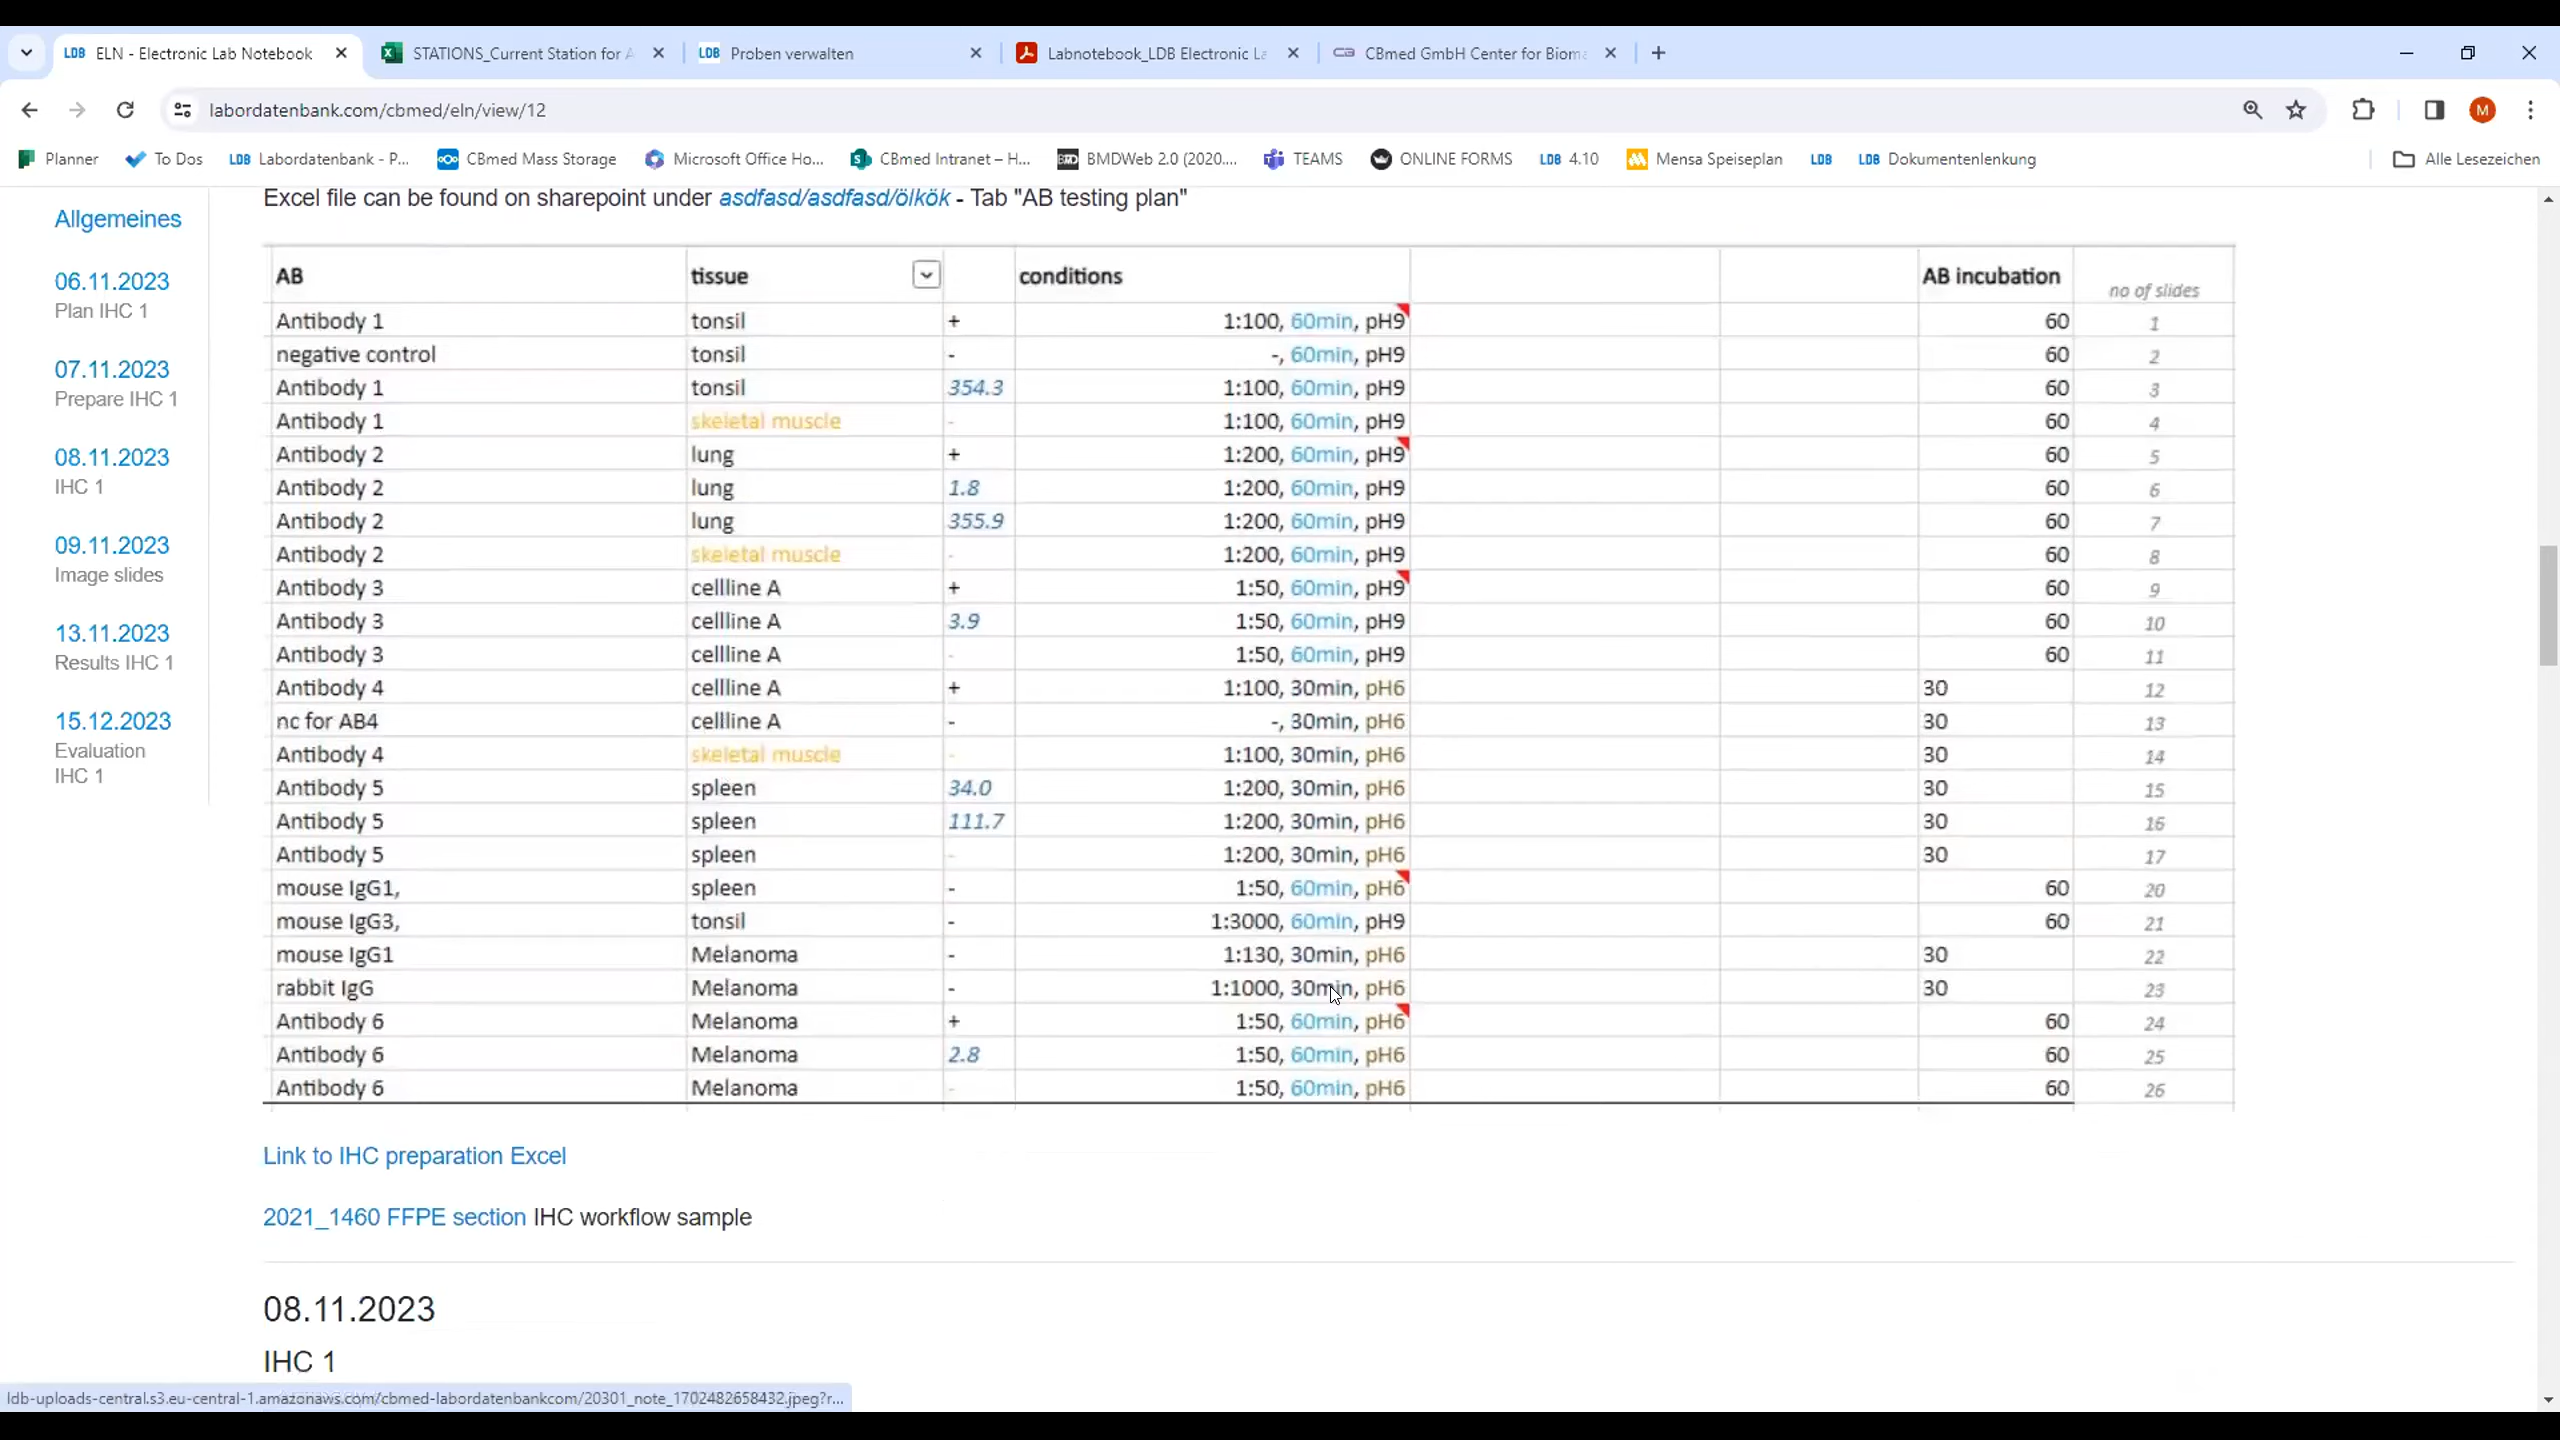 LDB ELN - Electronic Lab Notebook
STATIONS_Current Station for A
LDB Proben verwalten
Labnotebook_LDB Electronic La
CBmed GmbH Center for Bioma
labordatenbank.com/cbmed/eln/view/12
M
Planner To Dos LDB Labordatenbank - P... CBmed Mass Storage Microsoft Office Ho... CBmed Intranet – H... BMD BMDWeb 2.0 (2020.... TEAMS ONLINE FORMS LDB 4.10 Mensa Speiseplan LDB LDB Dokumentenlenkung Alle Lesezeichen
Allgemeines
06.11.2023
Plan IHC 1
07.11.2023
Prepare IHC 1
08.11.2023
IHC 1
09.11.2023
Image slides
13.11.2023
Results IHC 1
15.12.2023
Evaluation
IHC 1
Excel file can be found on sharepoint under asdfasd/asdfasd/ölkök - Tab "AB testing plan"
AB tissue conditions AB incubation no of slides
Antibody 1 tonsil + 1:100, 60min, pH9 60 1
negative control tonsil - -, 60min, pH9 60 2
Antibody 1 tonsil 354.3 1:100, 60min, pH9 60 3
Antibody 1 skeletal muscle - 1:100, 60min, pH9 60 4
Antibody 2 lung + 1:200, 60min, pH9 60 5
Antibody 2 lung 1.8 1:200, 60min, pH9 60 6
Antibody 2 lung 355.9 1:200, 60min, pH9 60 7
Antibody 2 skeletal muscle - 1:200, 60min, pH9 60 8
Antibody 3 cellline A + 1:50, 60min, pH9 60 9
Antibody 3 cellline A 3.9 1:50, 60min, pH9 60 10
Antibody 3 cellline A - 1:50, 60min, pH9 60 11
Antibody 4 cellline A + 1:100, 30min, pH6 30 12
nc for AB4 cellline A - -, 30min, pH6 30 13
Antibody 4 skeletal muscle - 1:100, 30min, pH6 30 14
Antibody 5 spleen 34.0 1:200, 30min, pH6 30 15
Antibody 5 spleen 111.7 1:200, 30min, pH6 30 16
Antibody 5 spleen - 1:200, 30min, pH6 30 17
mouse IgG1, spleen - 1:50, 60min, pH6 60 20
mouse IgG3, tonsil - 1:3000, 60min, pH9 60 21
mouse IgG1 Melanoma - 1:130, 30min, pH6 30 22
rabbit IgG Melanoma - 1:1000, 30min, pH6 30 23
Antibody 6 Melanoma + 1:50, 60min, pH6 60 24
Antibody 6 Melanoma 2.8 1:50, 60min, pH6 60 25
Antibody 6 Melanoma - 1:50, 60min, pH6 60 26
Link to IHC preparation Excel
2021_1460 FFPE section IHC workflow sample
08.11.2023
IHC 1
ldb-uploads-central.s3.eu-central-1.amazonaws.com/cbmed-labordatenbankcom/20301_note_1702482658432.jpeg?r...